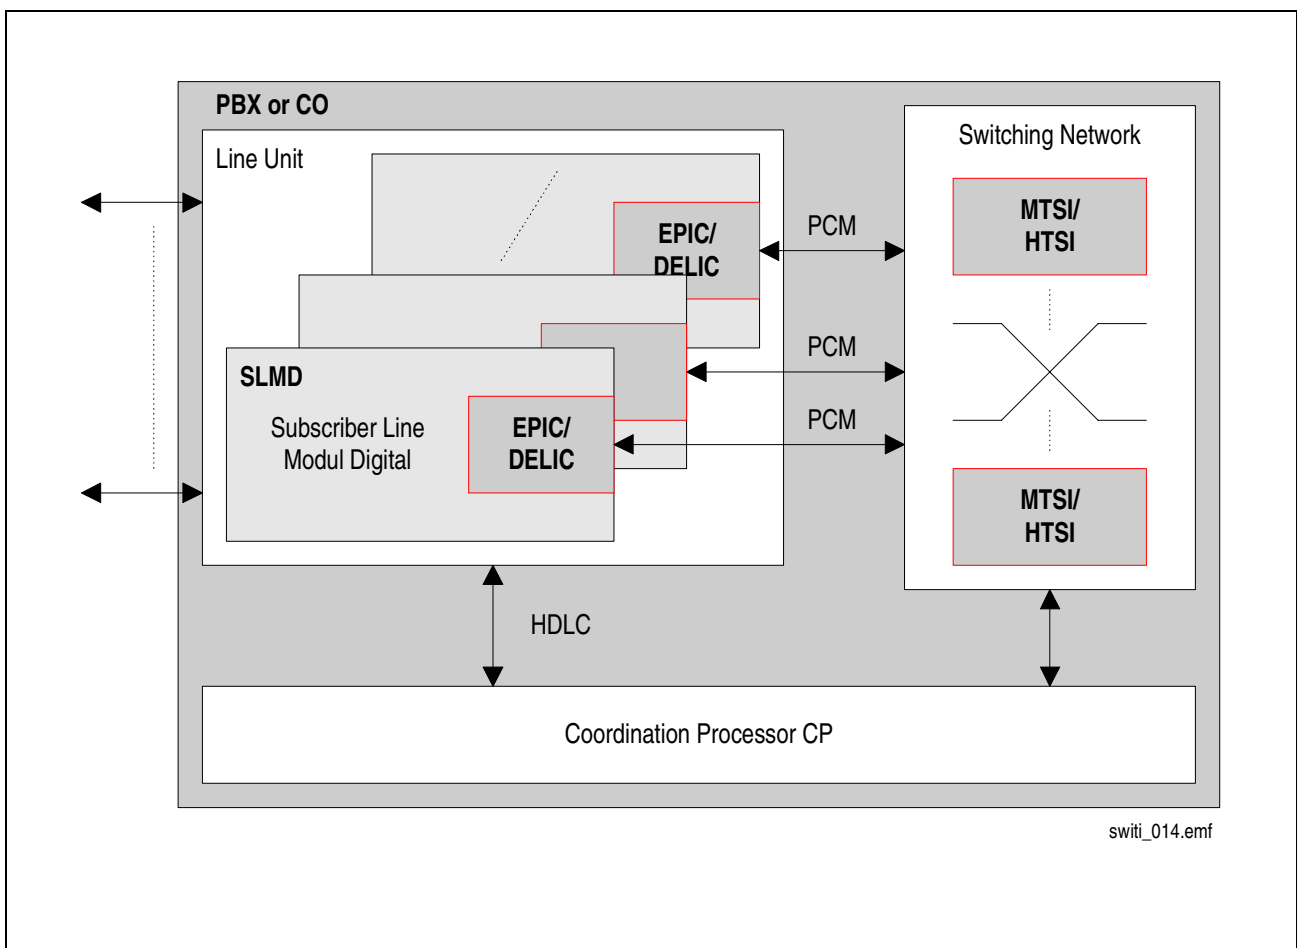 PBX or CO
Line Unit
Switching Network
EPIC/
DELIC
PCM
MTSI/
HTSI
PCM
SLMD
Subscriber Line
Modul Digital
EPIC/
DELIC
PCM
MTSI/
HTSI
HDLC
Coordination Processor CP
switi_014.emf